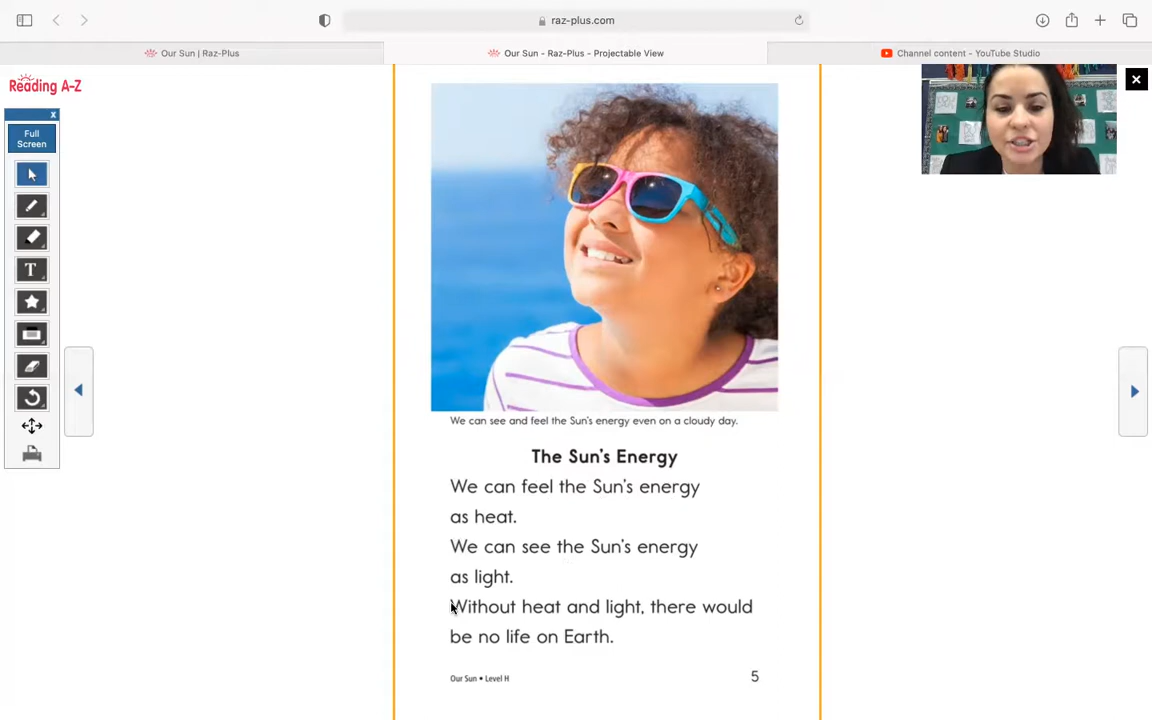 raz-plus.com
Our Sun | Raz-Plus
Our Sun - Raz-Plus - Projectable View
Channel content - YouTube Studio
Reading A-Z
x
Full
Screen
T
We can see and feel the Sun's energy even on a cloudy day.
The Sun's Energy
We can feel the Sun's energy
as heat.
We can see the Sun's energy
as light.
Without heat and light, there would
be no life on Earth.
Our Sun • Level H
5